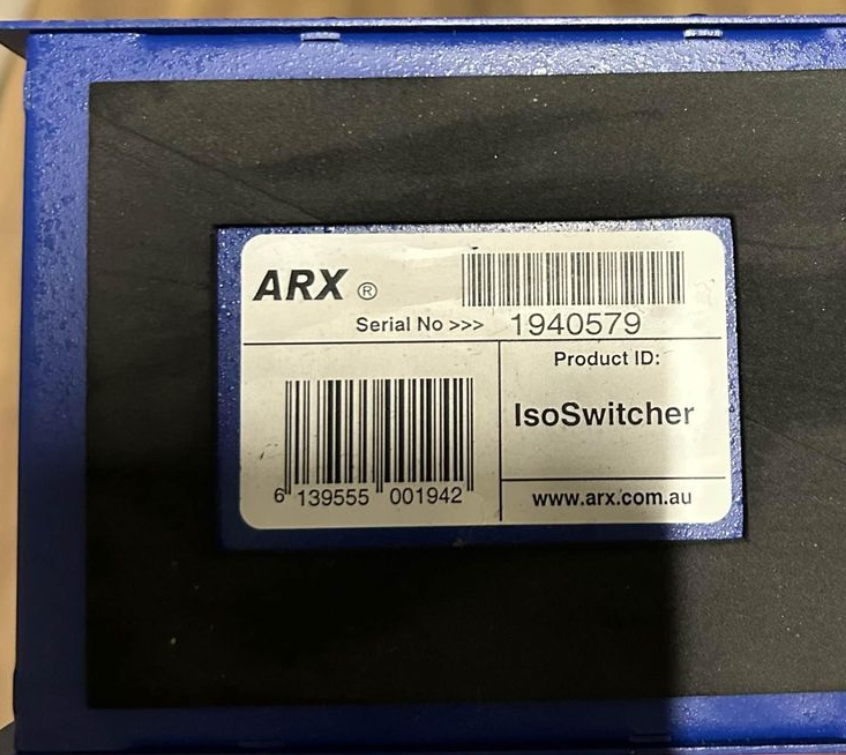 ARX ®
Serial No >>> 1940579
Product ID:
IsoSwitcher
6 139555 001942
www.arx.com.au